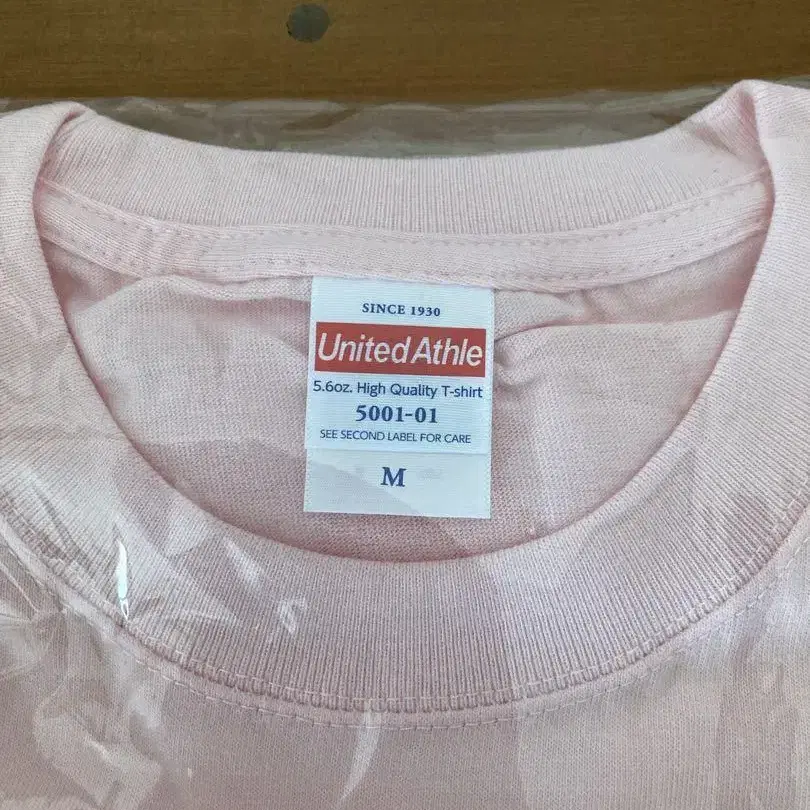 SINCE 1930
United Athle
5.6oz. High Quality T-shirt
5001-01
SEE SECOND LABEL FOR CARE
M